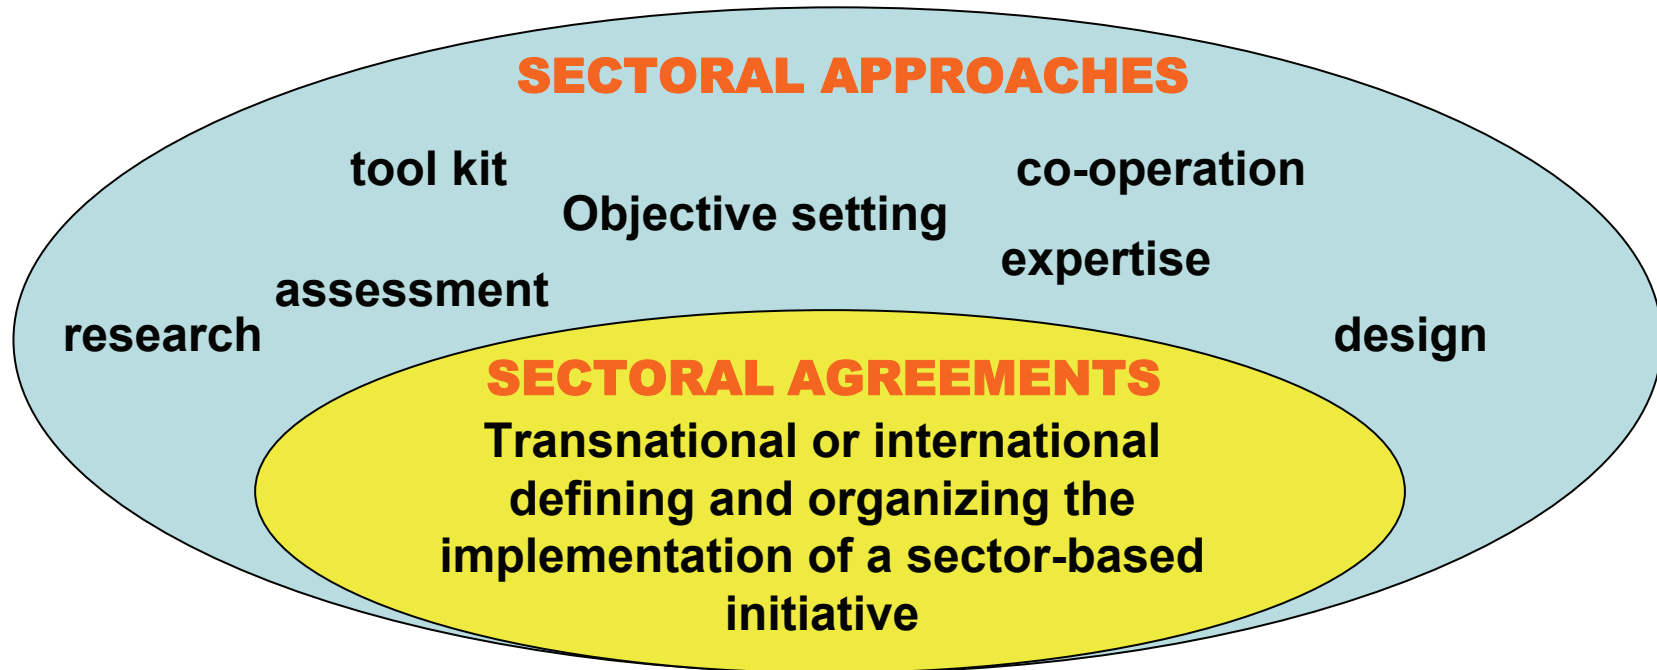 SECTORAL APPROACHES
tool kit
co-operation
Objective setting
expertise
assessment
research
design
SECTORAL AGREEMENTS
Transnational or international
defining and organizing the
implementation of a sector-based
initiative